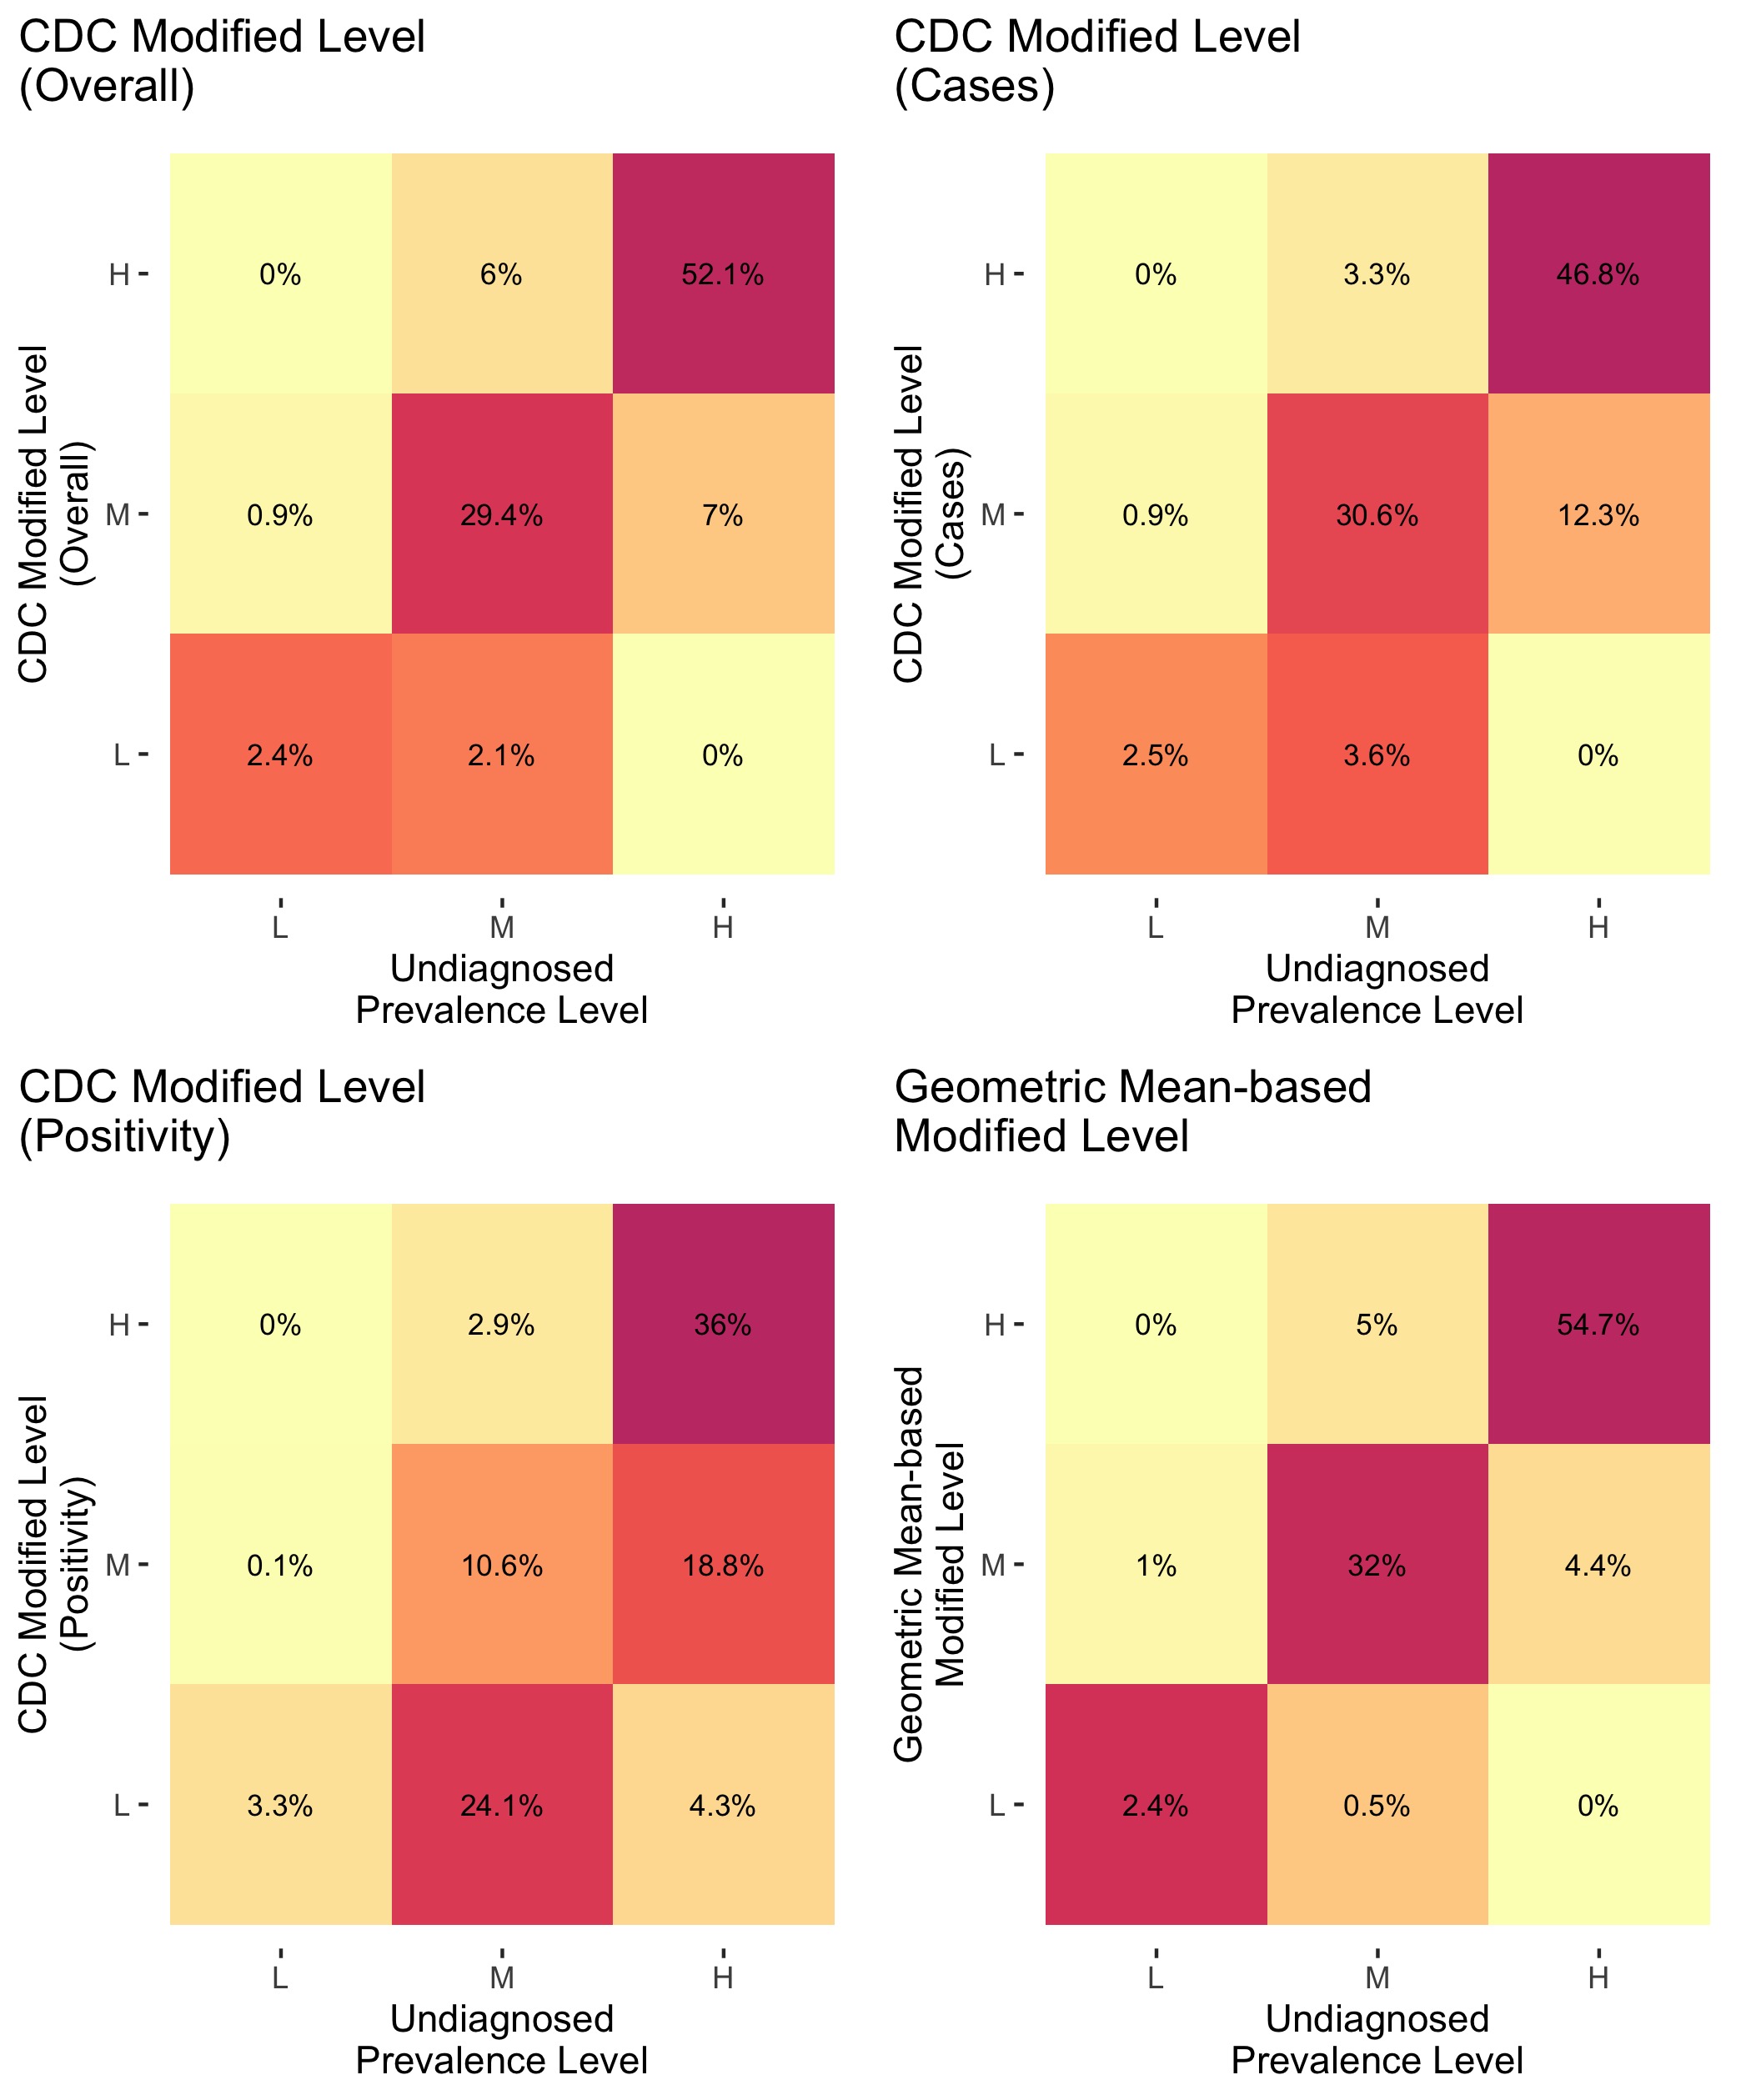 CDC Modified Level
(Overall)
CDC Modified Level
(Overall)
H
0%
6%
52.1%
M
0.9%
29.4%
7%
L
2.4%
2.1%
0%
L
M
H
Undiagnosed
Prevalence Level
CDC Modified Level
(Cases)
CDC Modified Level
(Cases)
H
0%
3.3%
46.8%
M
0.9%
30.6%
12.3%
L
2.5%
3.6%
0%
L
M
H
Undiagnosed
Prevalence Level
CDC Modified Level
(Positivity)
CDC Modified Level
(Positivity)
H
0%
2.9%
36%
M
0.1%
10.6%
18.8%
L
3.3%
24.1%
4.3%
L
M
H
Undiagnosed
Prevalence Level
Geometric Mean-based
Modified Level
Geometric Mean-based
Modified Level
H
0%
5%
54.7%
M
1%
32%
4.4%
L
2.4%
0.5%
0%
L
M
H
Undiagnosed
Prevalence Level